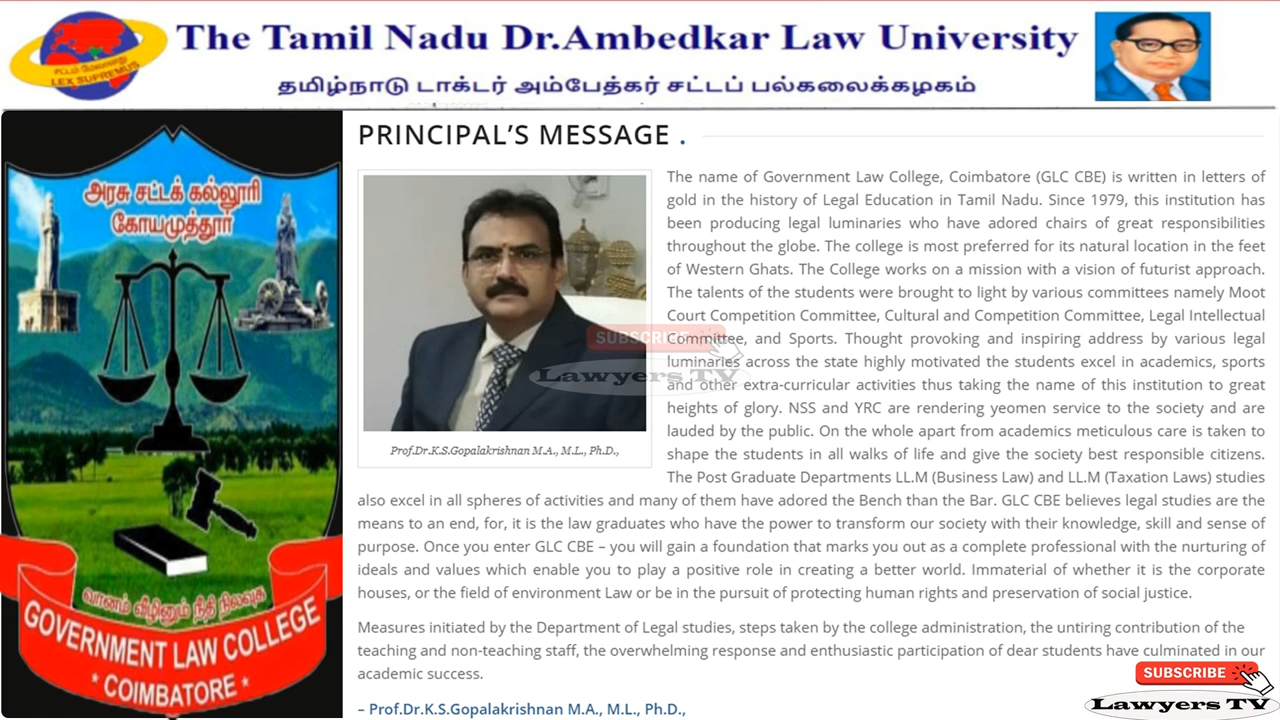 The Tamil Nadu Dr.Ambedkar Law University
தமிழ்நாடு டாக்டர் அம்பேத்கர் சட்டப் பல்கலைக்கழகம்
சட்டம் மேலானது
LEX SUPREMUS
அரசு சட்டக் கல்லூரி
கோயமுத்தூர்
வானம் வீழினும் நீதி நிலவுக
GOVERNMENT LAW COLLEGE
* COIMBATORE *
PRINCIPAL’S MESSAGE .
Prof.Dr.K.S.Gopalakrishnan M.A., M.L., Ph.D.,
The name of Government Law College, Coimbatore (GLC CBE) is written in letters of
gold in the history of Legal Education in Tamil Nadu. Since 1979, this institution has
been producing legal luminaries who have adored chairs of great responsibilities
throughout the globe. The college is most preferred for its natural location in the feet
of Western Ghats. The College works on a mission with a vision of futurist approach.
The talents of the students were brought to light by various committees namely Moot
Court Competition Committee, Cultural and Competition Committee, Legal Intellectual
Committee, and Sports. Thought provoking and inspiring address by various legal
luminaries across the state highly motivated the students excel in academics, sports
and other extra-curricular activities thus taking the name of this institution to great
heights of glory. NSS and YRC are rendering yeomen service to the society and are
lauded by the public. On the whole apart from academics meticulous care is taken to
shape the students in all walks of life and give the society best responsible citizens.
The Post Graduate Departments LL.M (Business Law) and LL.M (Taxation Laws) studies
also excel in all spheres of activities and many of them have adored the Bench than the Bar. GLC CBE believes legal studies are the
means to an end, for, it is the law graduates who have the power to transform our society with their knowledge, skill and sense of
purpose. Once you enter GLC CBE – you will gain a foundation that marks you out as a complete professional with the nurturing of
ideals and values which enable you to play a positive role in creating a better world. Immaterial of whether it is the corporate
houses, or the field of environment Law or be in the pursuit of protecting human rights and preservation of social justice.
Measures initiated by the Department of Legal studies, steps taken by the college administration, the untiring contribution of the
teaching and non-teaching staff, the overwhelming response and enthusiastic participation of dear students have culminated in our
academic success.
– Prof.Dr.K.S.Gopalakrishnan M.A., M.L., Ph.D.,
SUBSCRIBE
Lawyers TV
SUBSCRIBE
Lawyers TV